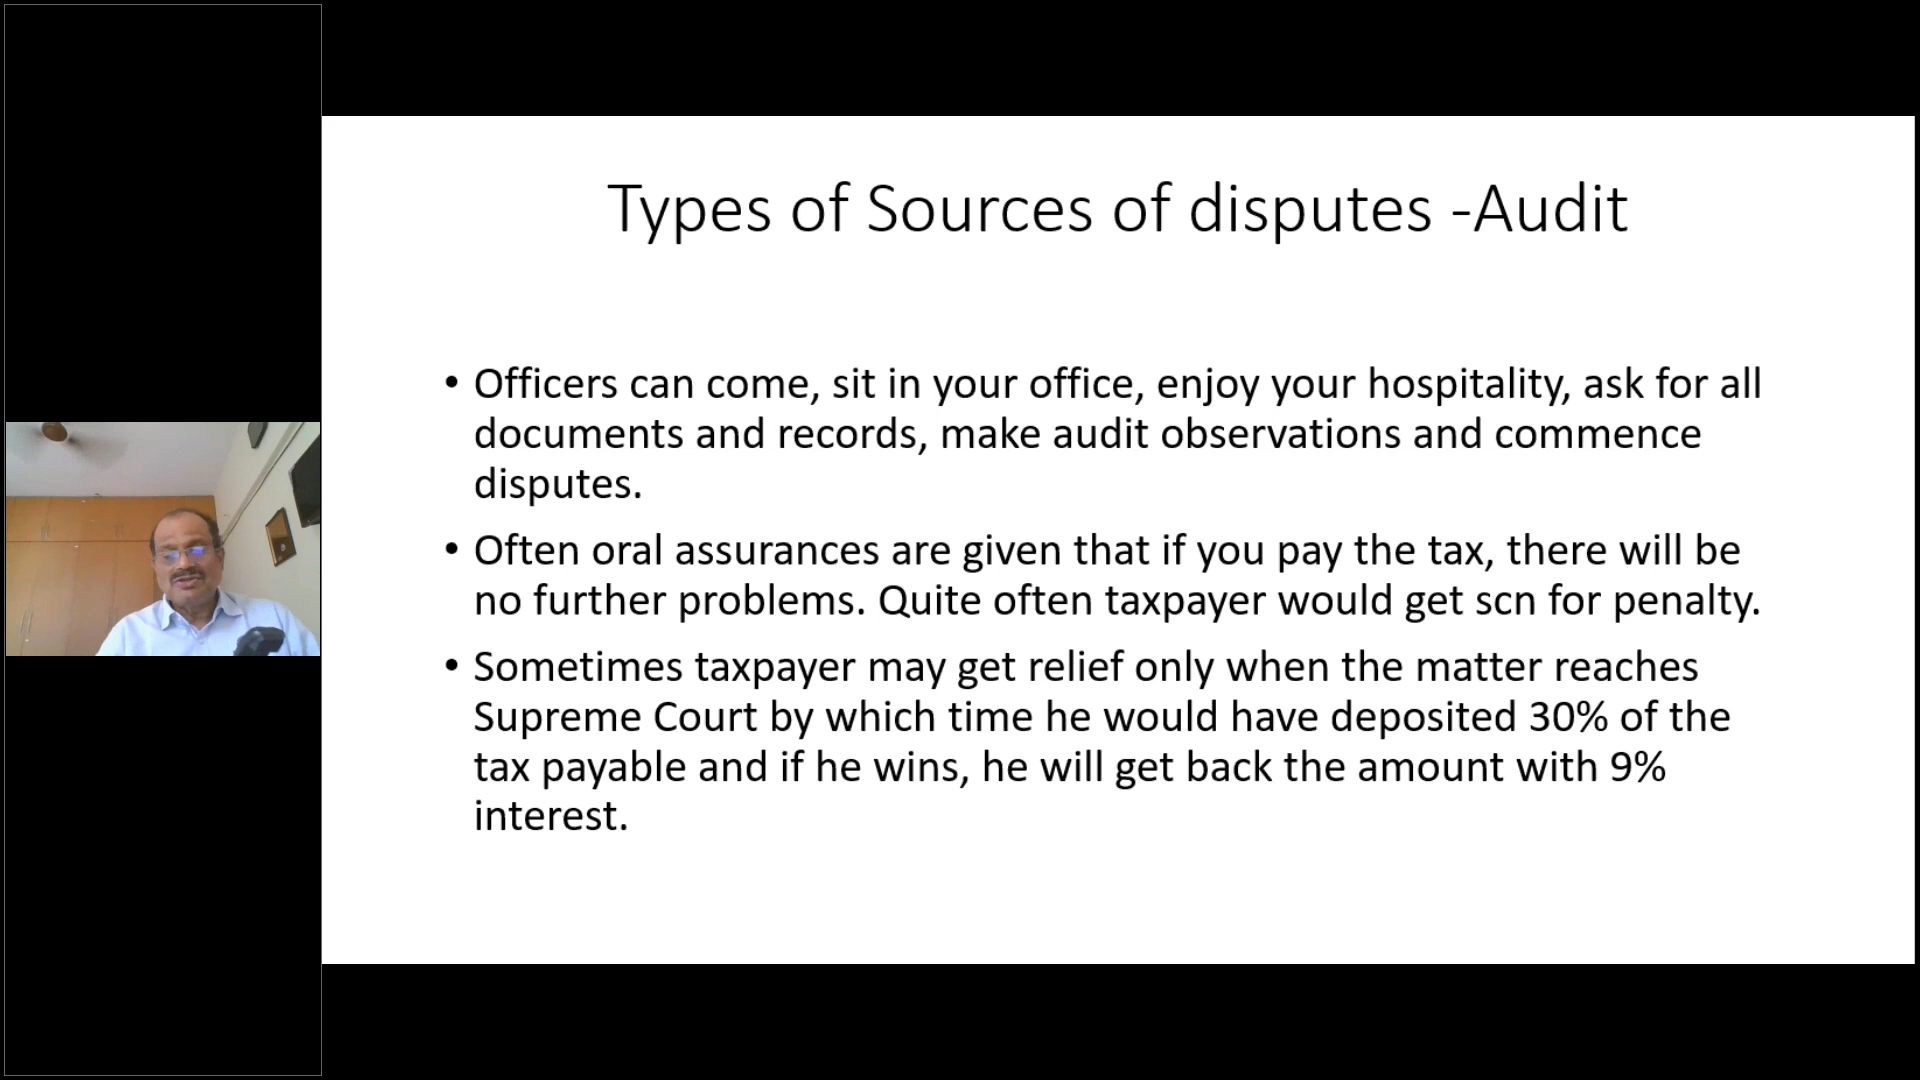 Types of Sources of disputes -Audit
• Officers can come, sit in your office, enjoy your hospitality, ask for all
documents and records, make audit observations and commence
disputes.
• Often oral assurances are given that if you pay the tax, there will be
no further problems. Quite often taxpayer would get scn for penalty.
• Sometimes taxpayer may get relief only when the matter reaches
Supreme Court by which time he would have deposited 30% of the
tax payable and if he wins, he will get back the amount with 9%
interest.